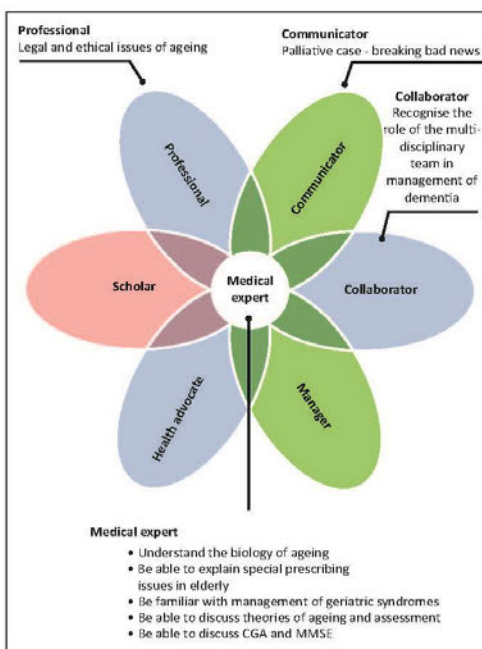 Professional
Legal and ethical issues of ageing
Communicator
Palliative case - breaking bad news
Collaborator
Recognise the
role of the multi-
disciplinary
team in
management of
dementia
Professional
Communicator
Scholar
Medical
expert
Collaborator
Health advocate
Manager
Medical expert
• Understand the biology of ageing
• Be able to explain special prescribing
issues in elderly
• Be familiar with management of geriatric syndromes
• Be able to discuss theories of ageing and assessment
• Be able to discuss CGA and MMSE